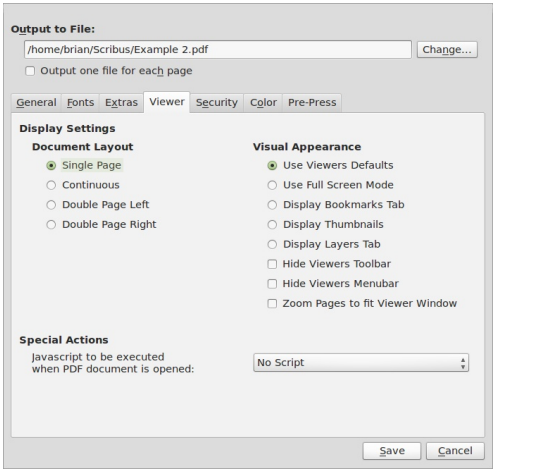 Output to File:
/home/brian/Scribus/Example 2.pdf
Change...
Output one file for each page
General Fonts Extras Viewer Security Color Pre-Press
Display Settings
Document Layout
Single Page
Continuous
Double Page Left
Double Page Right
Visual Appearance
Use Viewers Defaults
Use Full Screen Mode
Display Bookmarks Tab
Display Thumbnails
Display Layers Tab
Hide Viewers Toolbar
Hide Viewers Menubar
Zoom Pages to fit Viewer Window
Special Actions
Javascript to be executed
when PDF document is opened:
No Script
Save Cancel